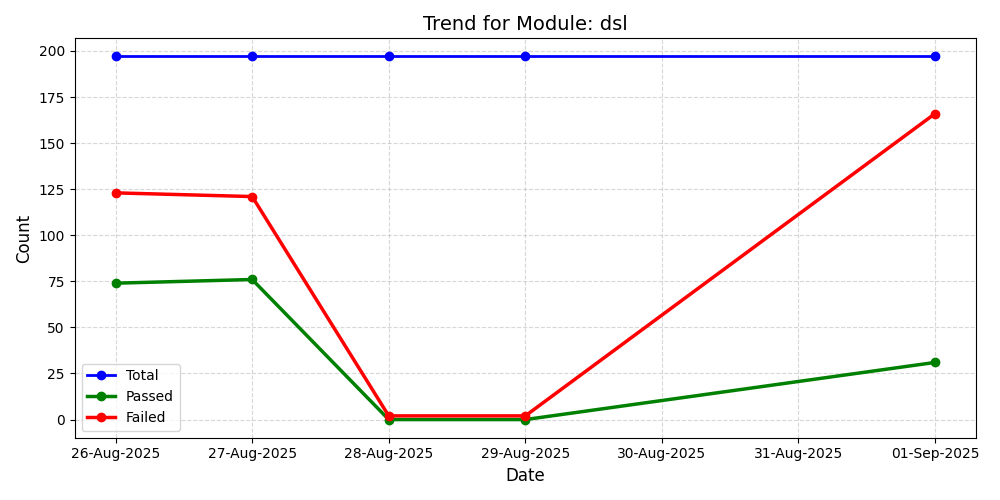 Trend for Module: dsl
Count
200
175
150
125
100
75
50
25
0
Total
Passed
Failed
26-Aug-2025
27-Aug-2025
28-Aug-2025
29-Aug-2025
30-Aug-2025
31-Aug-2025
01-Sep-2025
Date